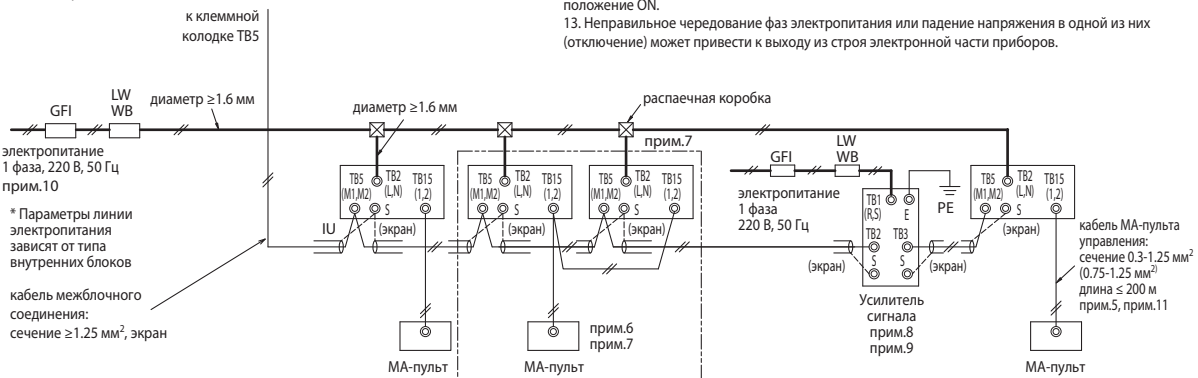 положение ON.
13. Неправильное чередование фаз электропитания или падение напряжения в одной из них
(отключение) может привести к выходу из строя электронной части приборов.
к клеммной
колодке TB5
GFI
LW
WB
диаметр ≥1.6 мм
диаметр ≥1.6 мм
распаечная коробка
прим.7
электропитание
1 фаза, 220 В, 50 Гц
прим.10
* Параметры линии
электропитания
зависят от типа
внутренних блоков
кабель межблочного
соединения:
сечение ≥1.25 мм², экран
IU
TB5
(M1,M2)
TB2
(L,N)
TB15
(1,2)
S
(экран)
TB5
(M1,M2)
TB2
(L,N)
TB15
(1,2)
S
TB5
(M1,M2)
TB2
(L,N)
TB15
(1,2)
S
(экран)
МА-пульт
МА-пульт
прим.6
прим.7
GFI
LW
WB
электропитание
1 фаза
220 В, 50 Гц
TB1
(R,S)
E
PE
TB2
TB3
S
S
(экран)
(экран)
Усилитель
сигнала
прим.8
прим.9
TB5
(M1,M2)
TB2
(L,N)
TB15
(1,2)
S
(экран)
кабель МА-пульта
управления:
сечение 0.3-1.25 мм²
(0.75-1.25 мм²)
длина ≤ 200 м
прим.5, прим.11
МА-пульт